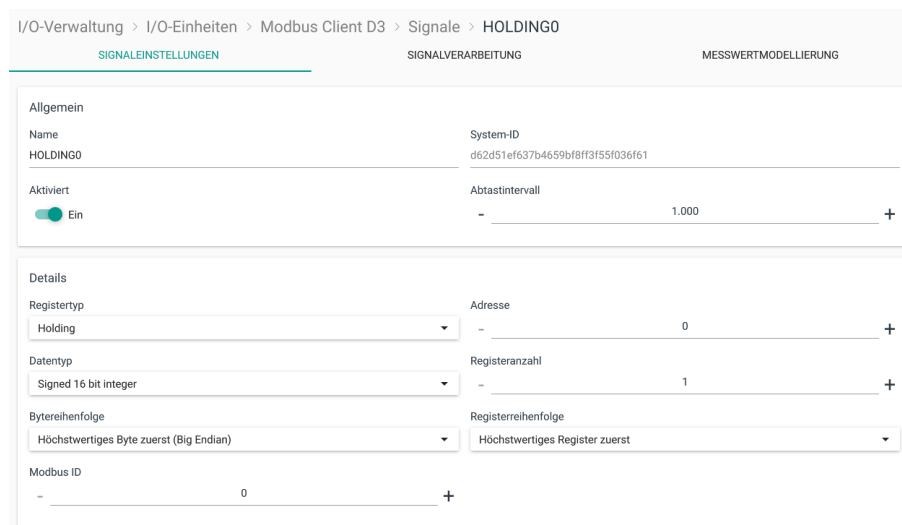 I/O-Verwaltung > I/O-Einheiten > Modbus Client D3 > Signale > HOLDING0
SIGNALEINSTELLUNGEN SIGNALVERARBEITUNG MESSWERTMODELLIERUNG
Allgemein
Name System-ID
HOLDING0 d62d51ef637b4659bf8ff3f55f036f61
Aktiviert Abtastintervall
Ein - 1.000 +
Details
Registertyp Adresse
Holding - 0 +
Datentyp Registeranzahl
Signed 16 bit integer - 1 +
Bytereihenfolge Registerreihenfolge
Höchstwertiges Byte zuerst (Big Endian) Höchstwertiges Register zuerst
Modbus ID
- 0 +